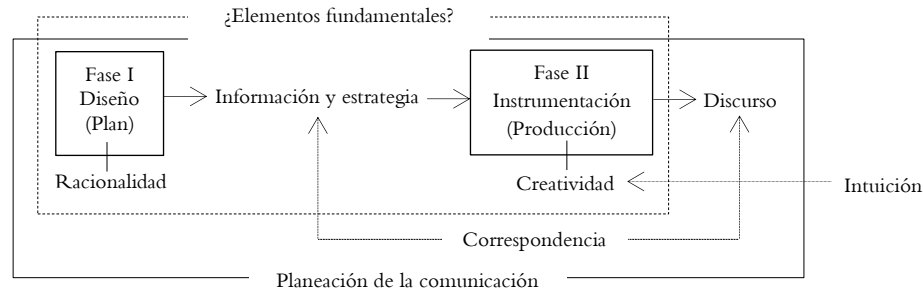 ¿Elementos fundamentales?
Fase I
Diseño
(Plan)
Información y estrategia
Fase II
Instrumentación
(Producción)
Discurso
Racionalidad
Creatividad
Intuición
Correspondencia
Planeación de la comunicación